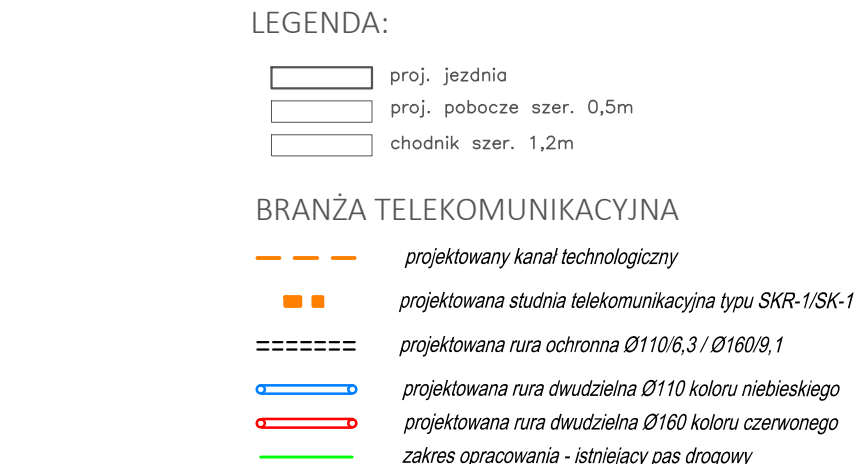 LEGENDA:
proj. jezdnia
proj. pobocze szer. 0,5m
chodnik szer. 1,2m
BRANŻA TELEKOMUNIKACYJNA
projektowany kanał technologiczny
projektowana studnia telekomunikacyjna typu SKR-1/SK-1
projektowana rura ochronna Ø110/6,3 / Ø160/9,1
projektowana rura dwudzielna Ø110 koloru niebieskiego
projektowana rura dwudzielna Ø160 koloru czerwonego
zakres opracowania - istniejący pas drogowy